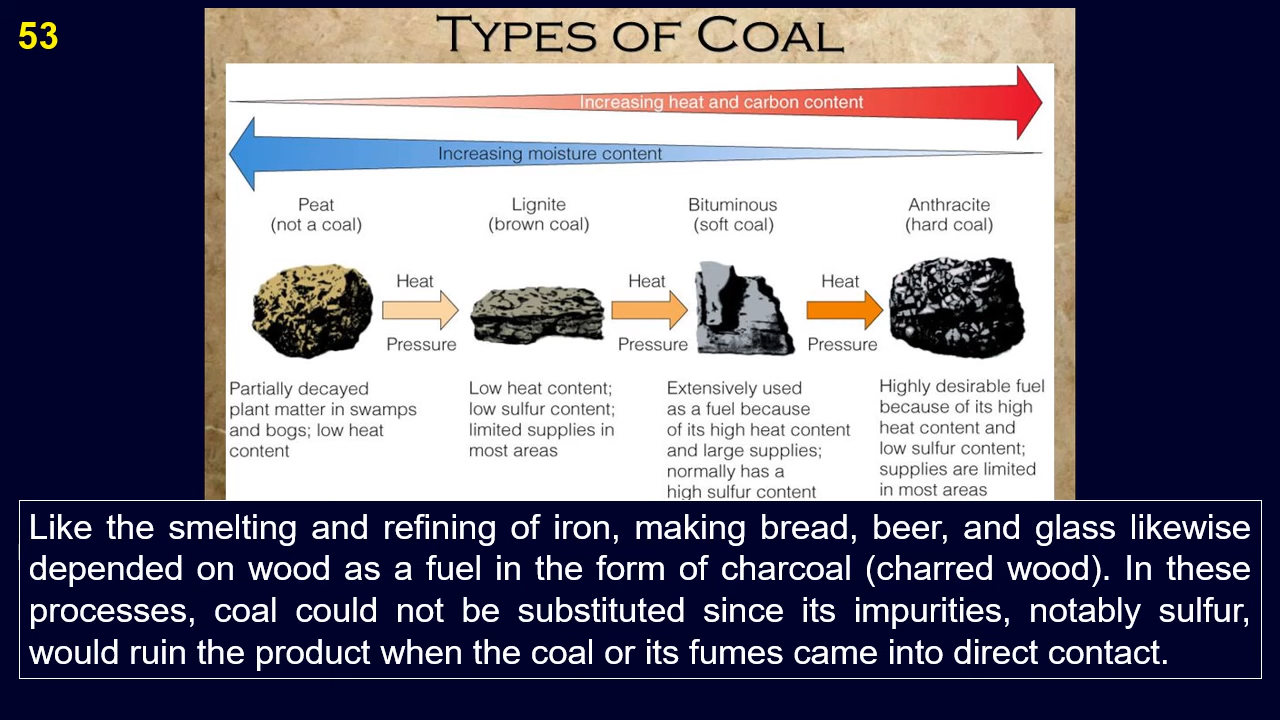 53
TYPES OF COAL
Increasing heat and carbon content
Increasing moisture content
Peat
(not a coal)
Lignite
(brown coal)
Bituminous
(soft coal)
Anthracite
(hard coal)
Heat
Pressure
Heat
Pressure
Heat
Pressure
Partially decayed
plant matter in swamps
and bogs; low heat
content
Low heat content;
low sulfur content;
limited supplies in
most areas
Extensively used
as a fuel because
of its high heat content
and large supplies;
normally has a
high sulfur content
Highly desirable fuel
because of its high
heat content and
low sulfur content;
supplies are limited
in most areas
Like the smelting and refining of iron, making bread, beer, and glass likewise
depended on wood as a fuel in the form of charcoal (charred wood). In these
processes, coal could not be substituted since its impurities, notably sulfur,
would ruin the product when the coal or its fumes came into direct contact.